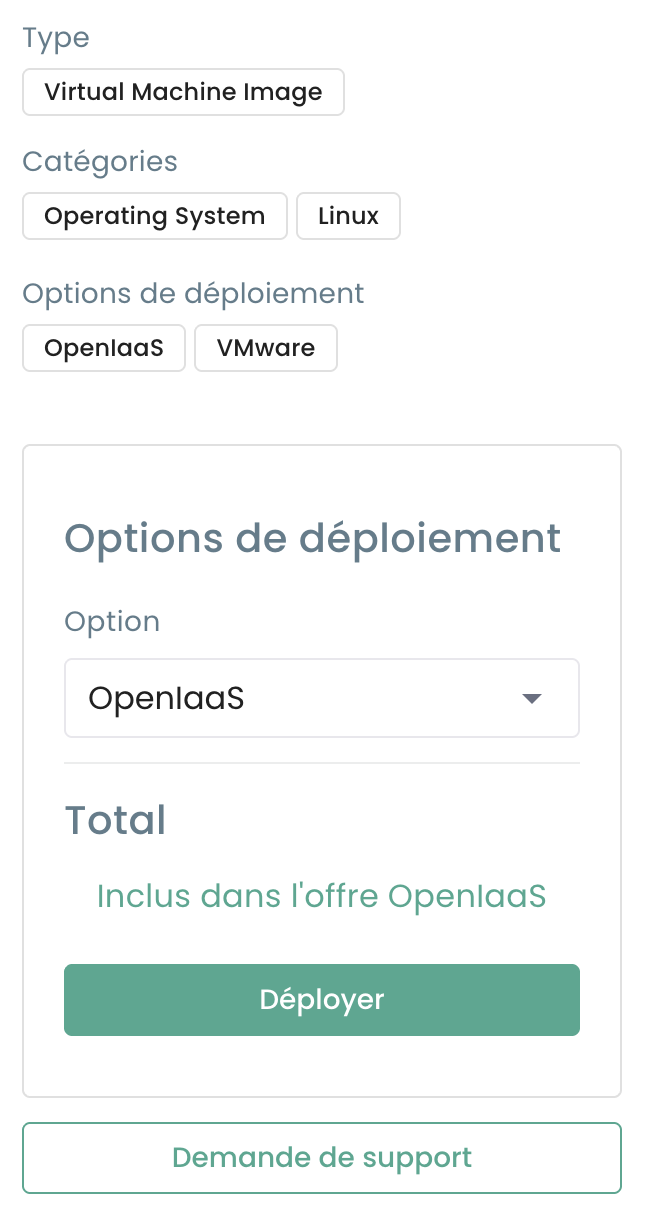 Type
Virtual Machine Image
Catégories
Operating System Linux
Options de déploiement
OpenIaaS VMware
Options de déploiement
Option
OpenIaaS
Total
Inclus dans l'offre OpenIaaS
Déployer
Demande de support